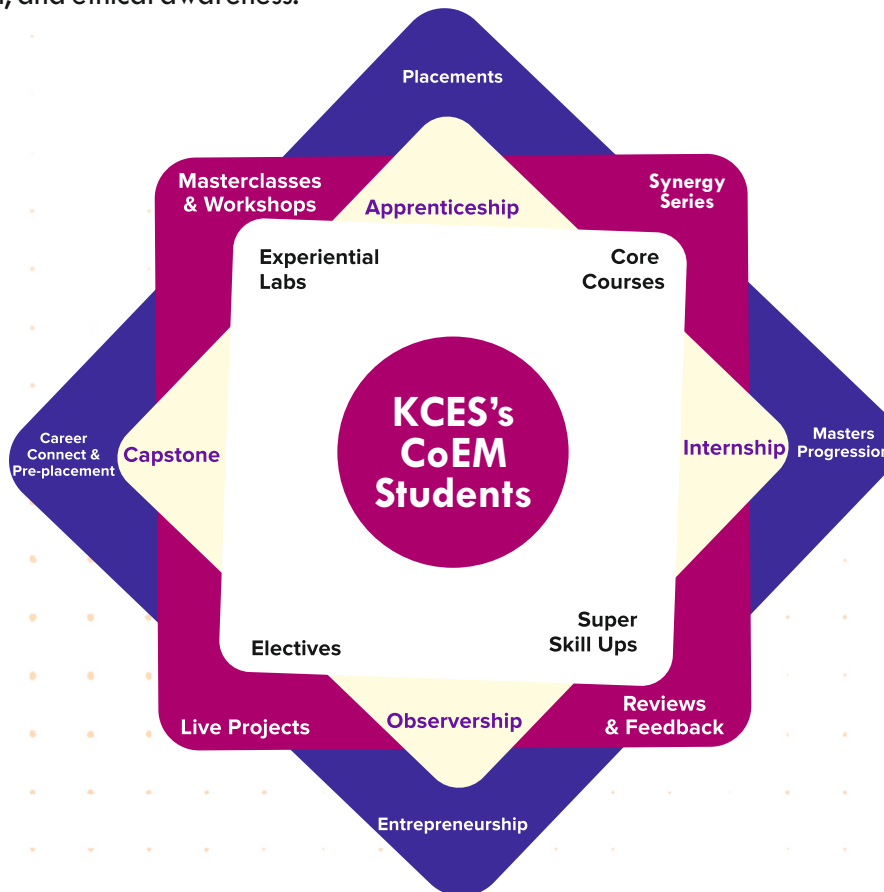 , and ethical awareness.
Placements
Masterclasses
& Workshops
Synergy
Series
Apprenticeship
Experiential
Labs
Core
Courses
KCES’s
CoEM
Students
Career
Connect &
Pre-placement
Capstone
Internship
Masters
Progression
Electives
Super
Skill Ups
Live Projects
Observership
Reviews
& Feedback
Entrepreneurship